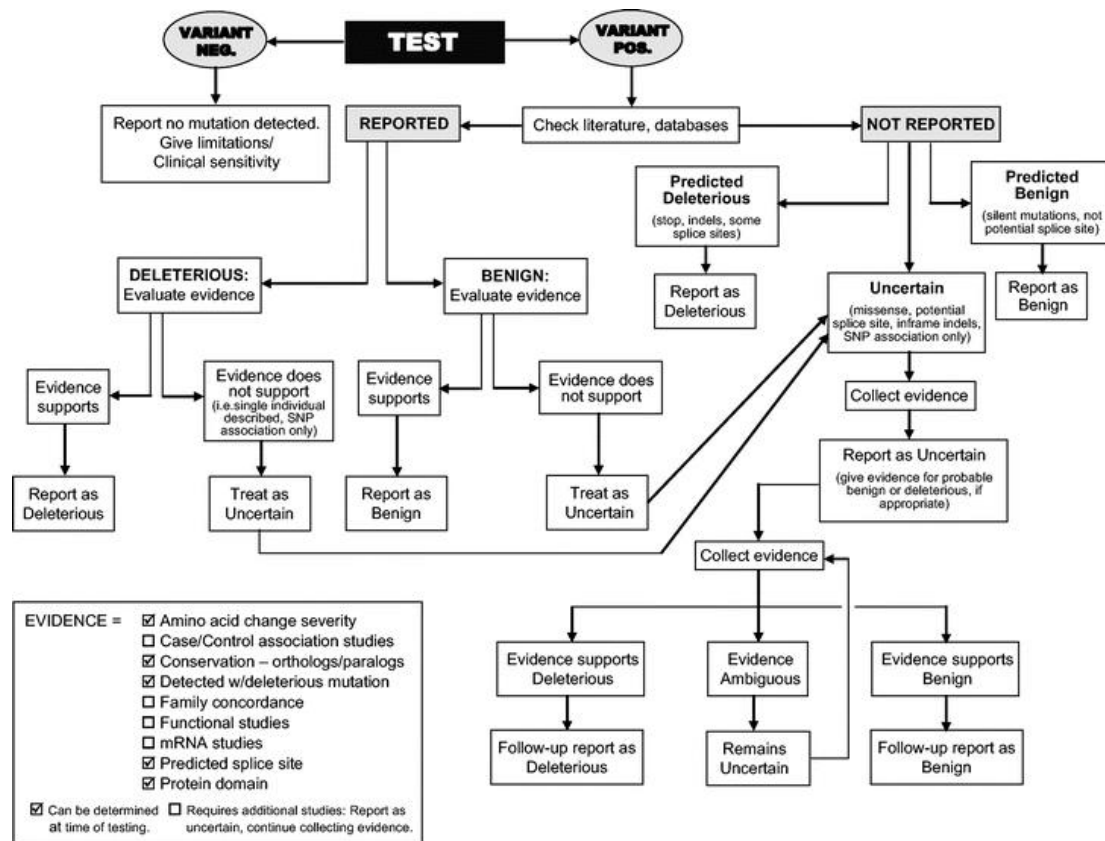 VARIANT
NEG.
TEST
VARIANT
POS.
Report no mutation detected.
Give limitations/
Clinical sensitivity
REPORTED
Check literature, databases
NOT REPORTED
Predicted
Deleterious
(stop, indels, some
splice sites)
Predicted
Benign
(silent mutations, not
potential splice site)
DELETERIOUS:
Evaluate evidence
BENIGN:
Evaluate evidence
Report as
Deleterious
Uncertain
(missense, potential
splice site, inframe indels,
SNP association only)
Report as
Benign
Evidence
supports
Evidence does
not support
(i.e.single individual
described, SNP
association only)
Evidence
supports
Evidence does
not support
Collect evidence
Report as
Deleterious
Treat as
Uncertain
Report as
Benign
Treat as
Uncertain
Report as Uncertain
(give evidence for probable
benign or deleterious, if
appropriate)
Collect evidence
EVIDENCE = ☑ Amino acid change severity
☐ Case/Control association studies
☑ Conservation – orthologs/paralogs
☑ Detected w/deleterious mutation
☐ Family concordance
☐ Functional studies
☐ mRNA studies
☑ Predicted splice site
☑ Protein domain
☑ Can be determined
at time of testing.
☐ Requires additional studies: Report as
uncertain, continue collecting evidence.
Evidence supports
Deleterious
Evidence
Ambiguous
Evidence supports
Benign
Follow-up report as
Deleterious
Remains
Uncertain
Follow-up report as
Benign